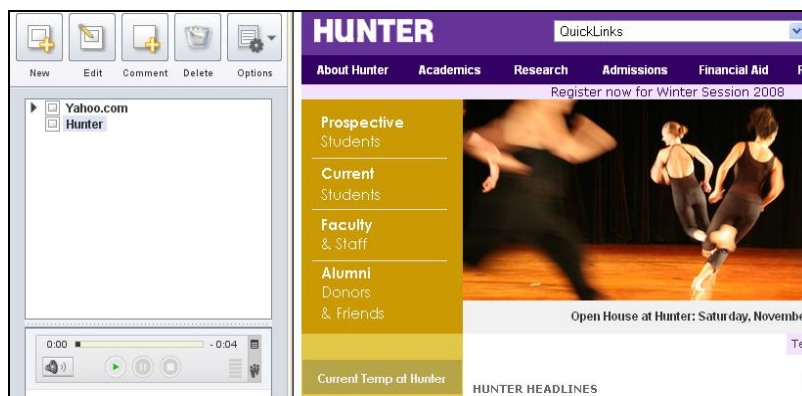 New Edit Comment Delete Options
Yahoo.com
Hunter
0:00 - 0:04
HUNTER
QuickLinks
About Hunter Academics Research Admissions Financial Aid
Register now for Winter Session 2008
Prospective
Students
Current
Students
Faculty
& Staff
Alumni
Donors
& Friends
Open House at Hunter: Saturday, Novembe
Te
Current Temp at Hunter
HUNTER HEADLINES